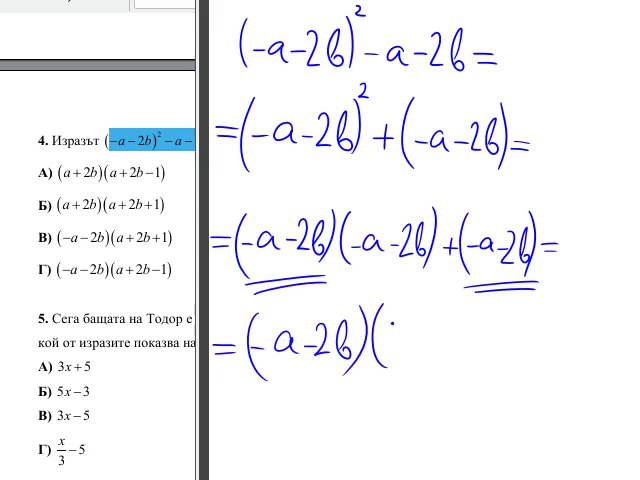 4. Изразът (−a−2b)² −a−
А) (a+2b)(a+2b−1)
Б) (a+2b)(a+2b+1)
В) (−a−2b)(a+2b+1)
Г) (−a−2b)(a+2b−1)
5. Сега бащата на Тодор е
кой от изразите показва на
А) 3x+5
Б) 5x−3
В) 3x−5
Г) x/3 −5
(-a-2b)² -a-2b=
=(-a-2b)² +(-a-2b)=
=(-a-2b)(-a-2b)+(-a-2b)=
=(-a-2b)(